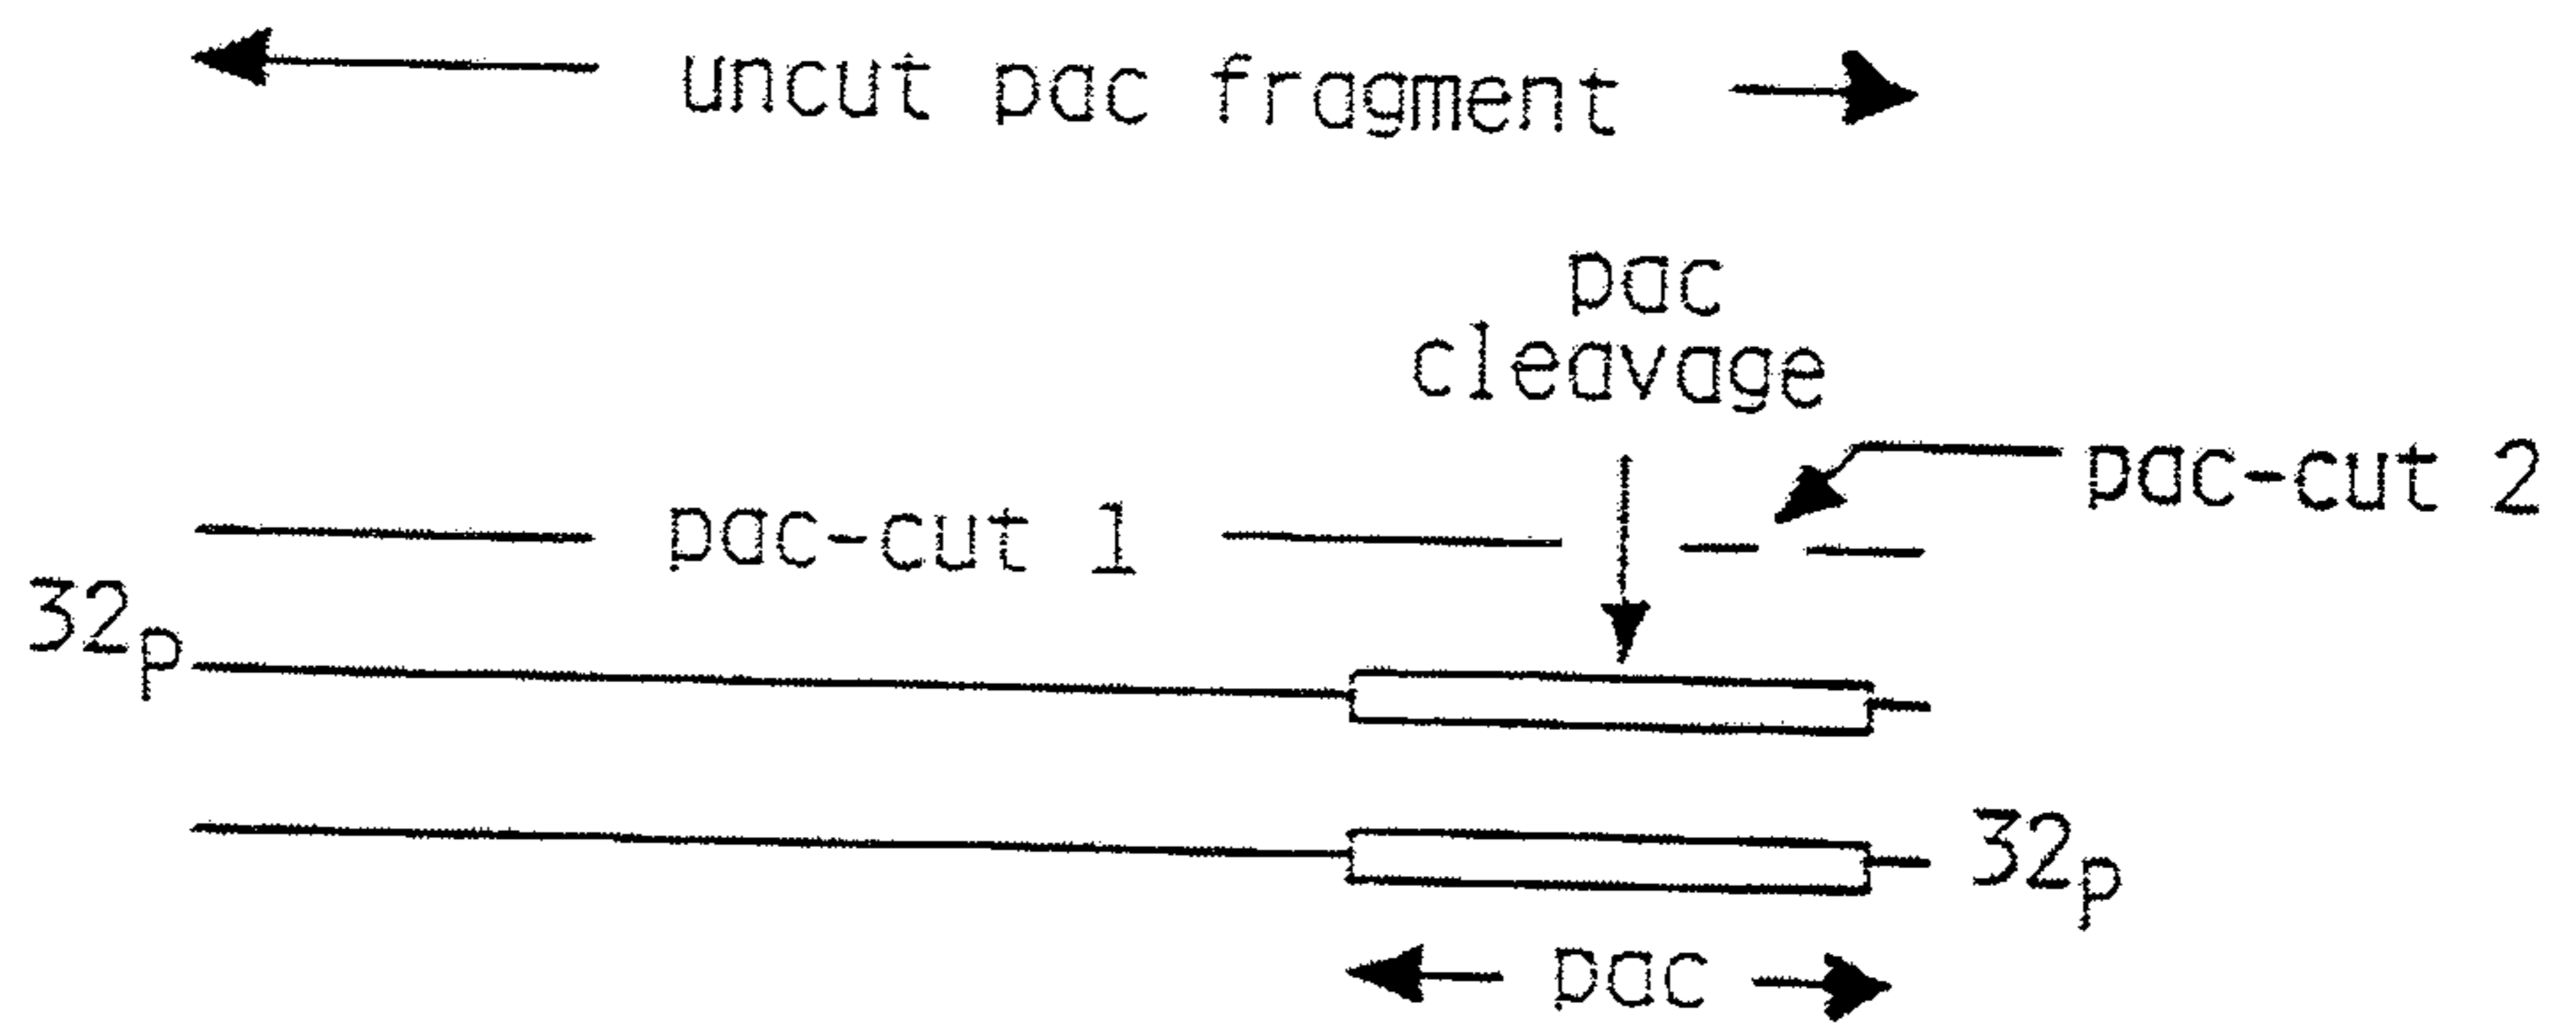 uncut pac fragment
pac
cleavage
pac-cut 2
pac-cut 1
32p
32p
pac